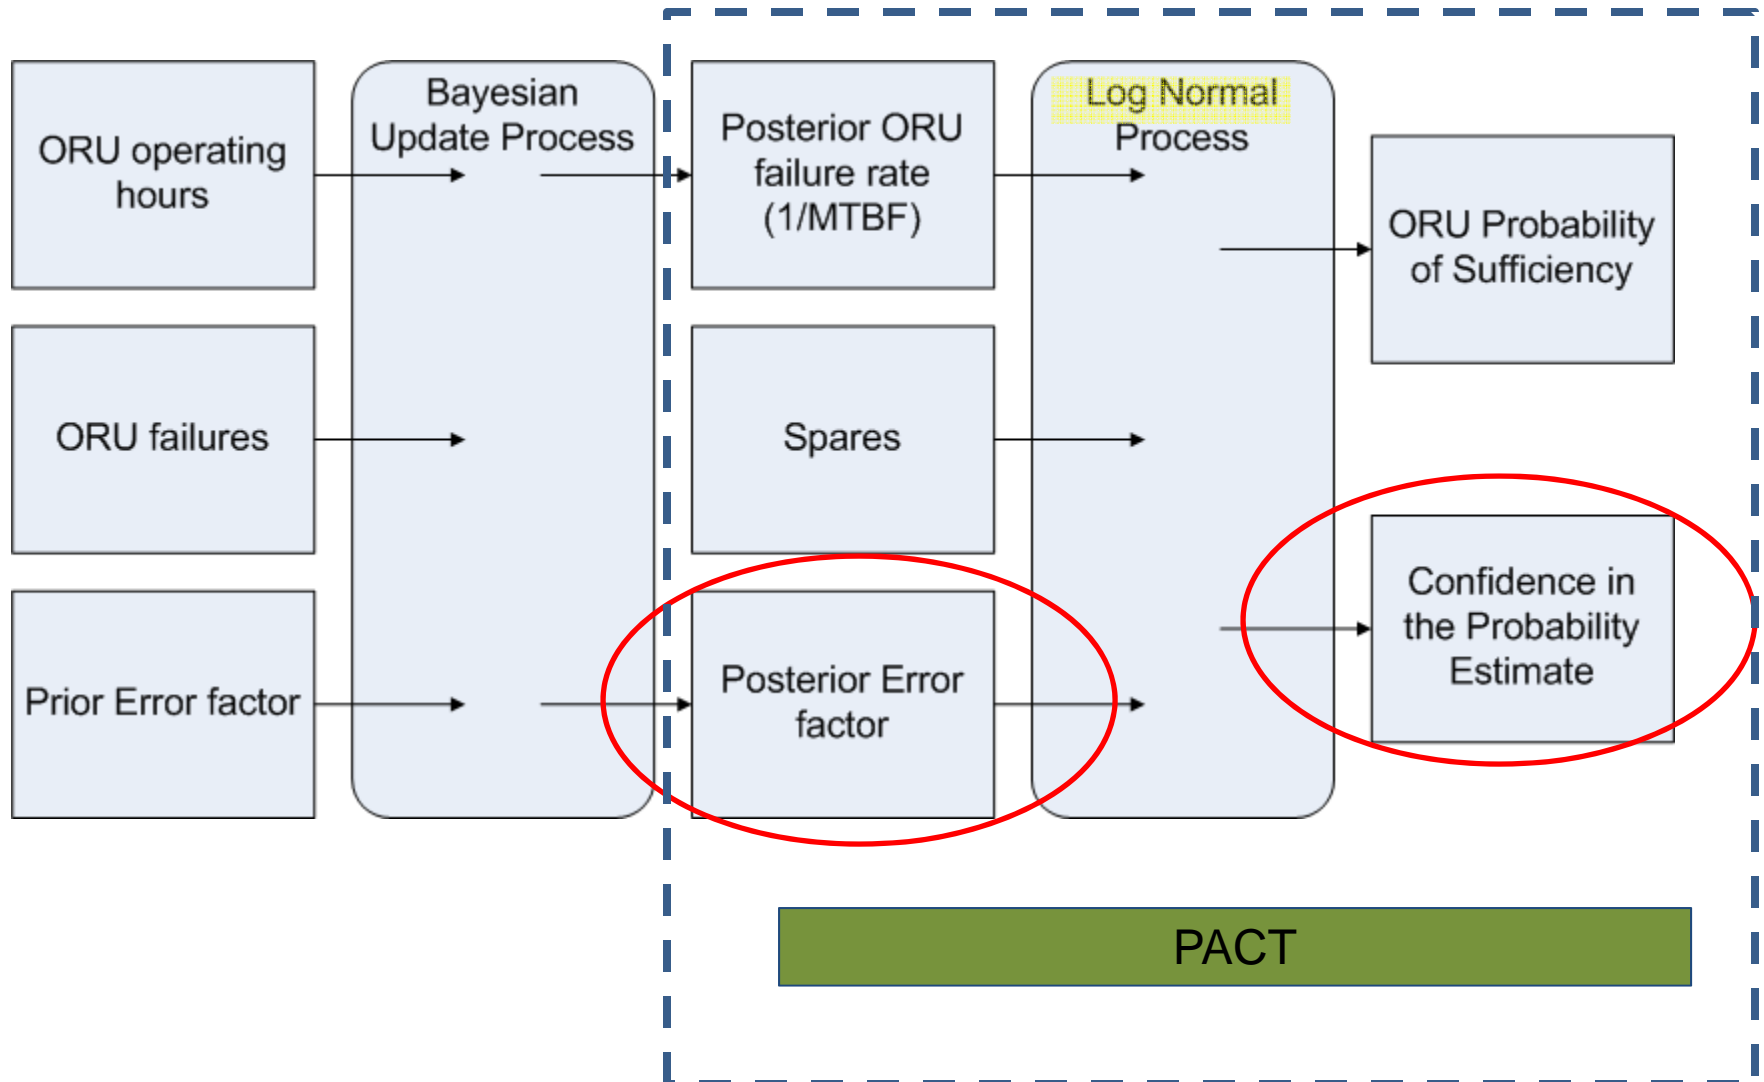 ORU operating
hours
ORU failures
Prior Error factor
Bayesian
Update Process
Posterior ORU
failure rate
(1/MTBF)
Spares
Posterior Error
factor
Log Normal
Process
ORU Probability
of Sufficiency
Confidence in
the Probability
Estimate
PACT